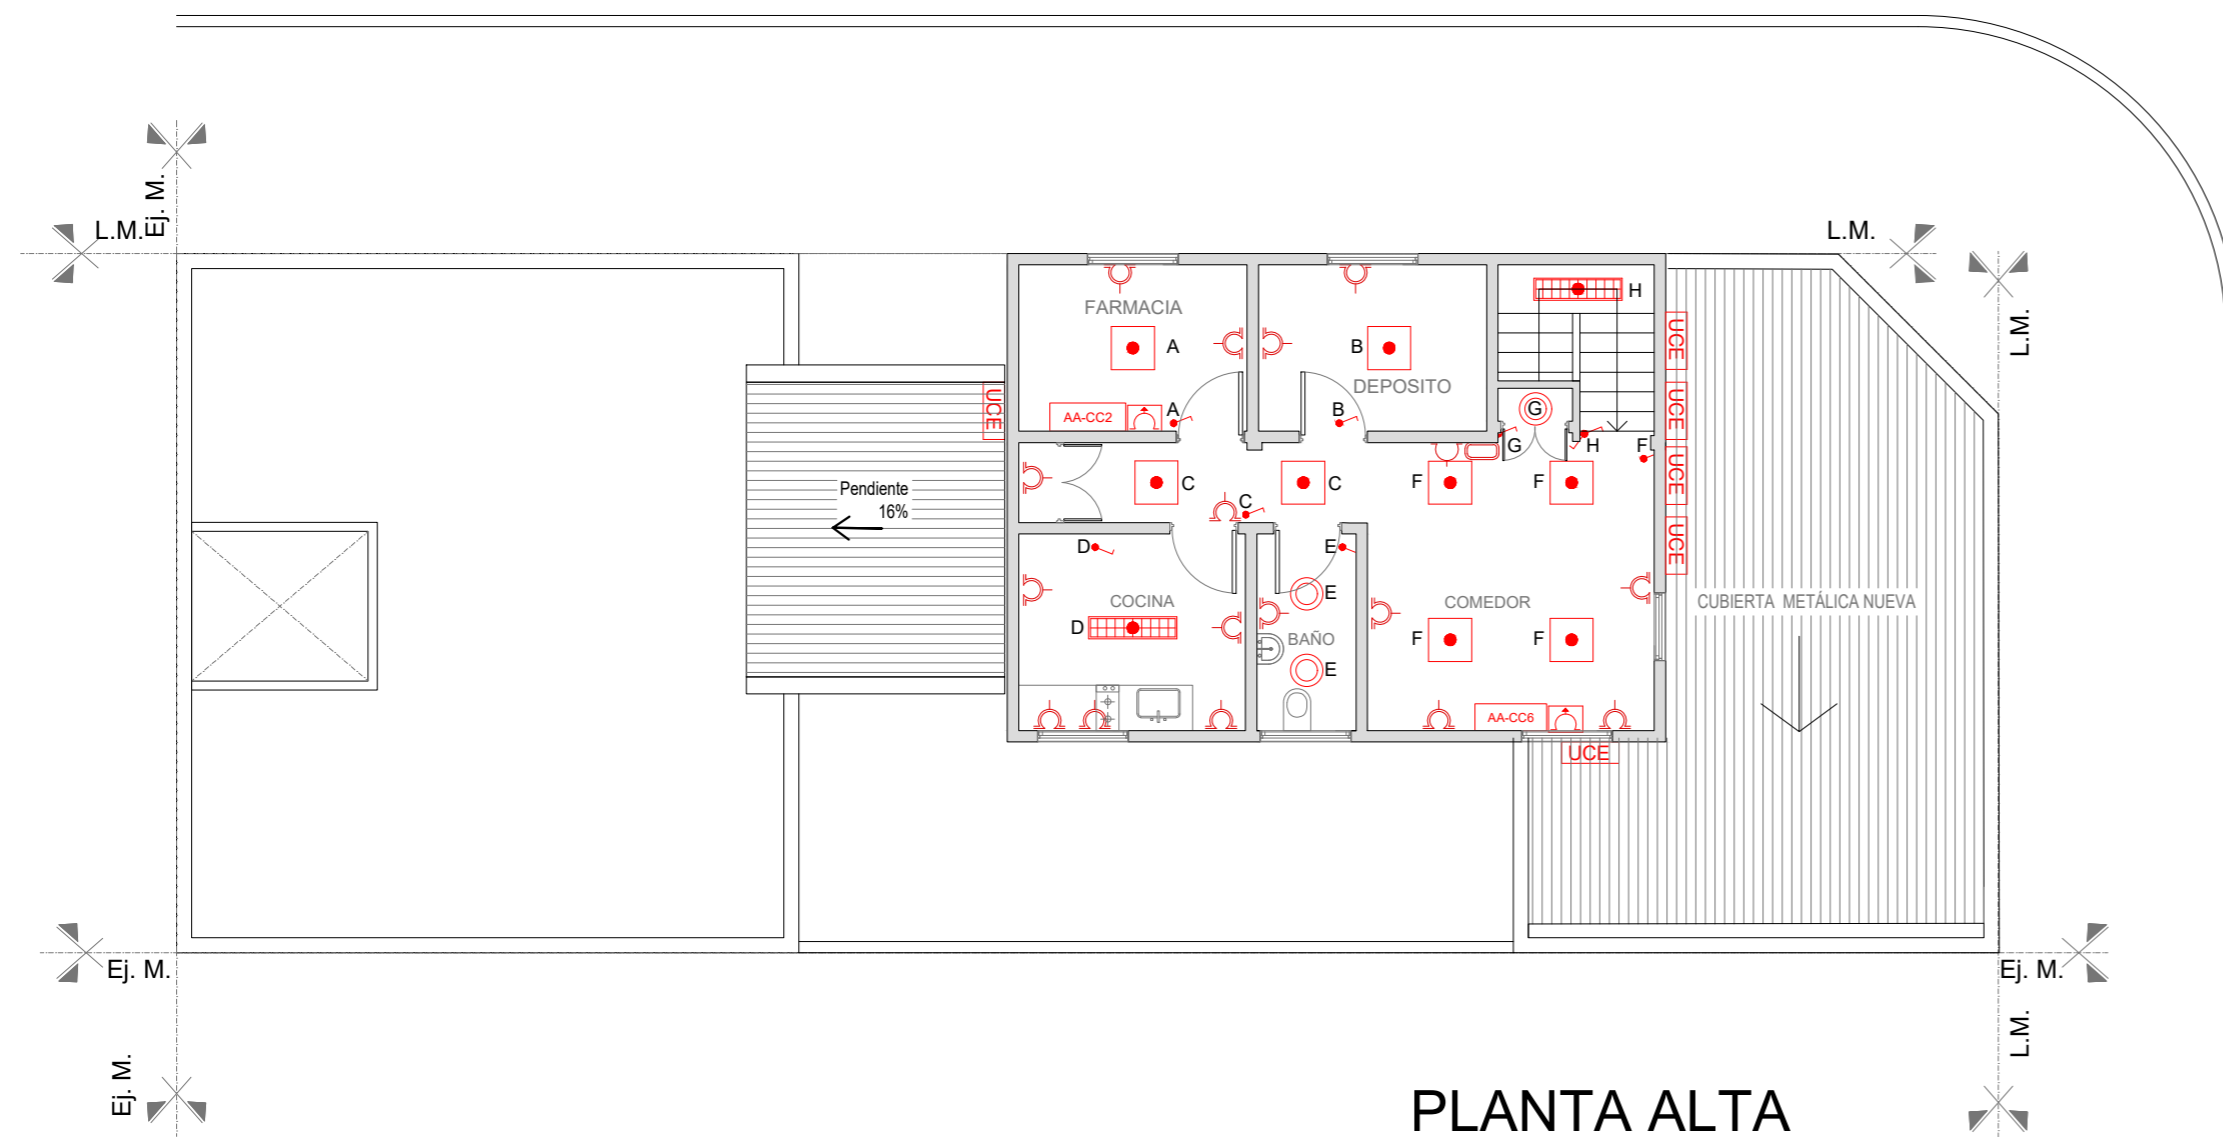 Ej. M.
L.M.
L.M.
L.M.
FARMACIA
A
A
AA-CC2
UCE
B
DEPOSITO
B
H
UCE
UCE
UCE
UCE
G
G
H
F
C
C
C
F
F
Pendiente
16%
D
COCINA
D
E
E
BAÑO
E
COMEDOR
F
F
AA-CC6
UCE
CUBIERTA METÁLICA NUEVA
Ej. M.
Ej. M.
Ej. M.
L.M.
PLANTA ALTA